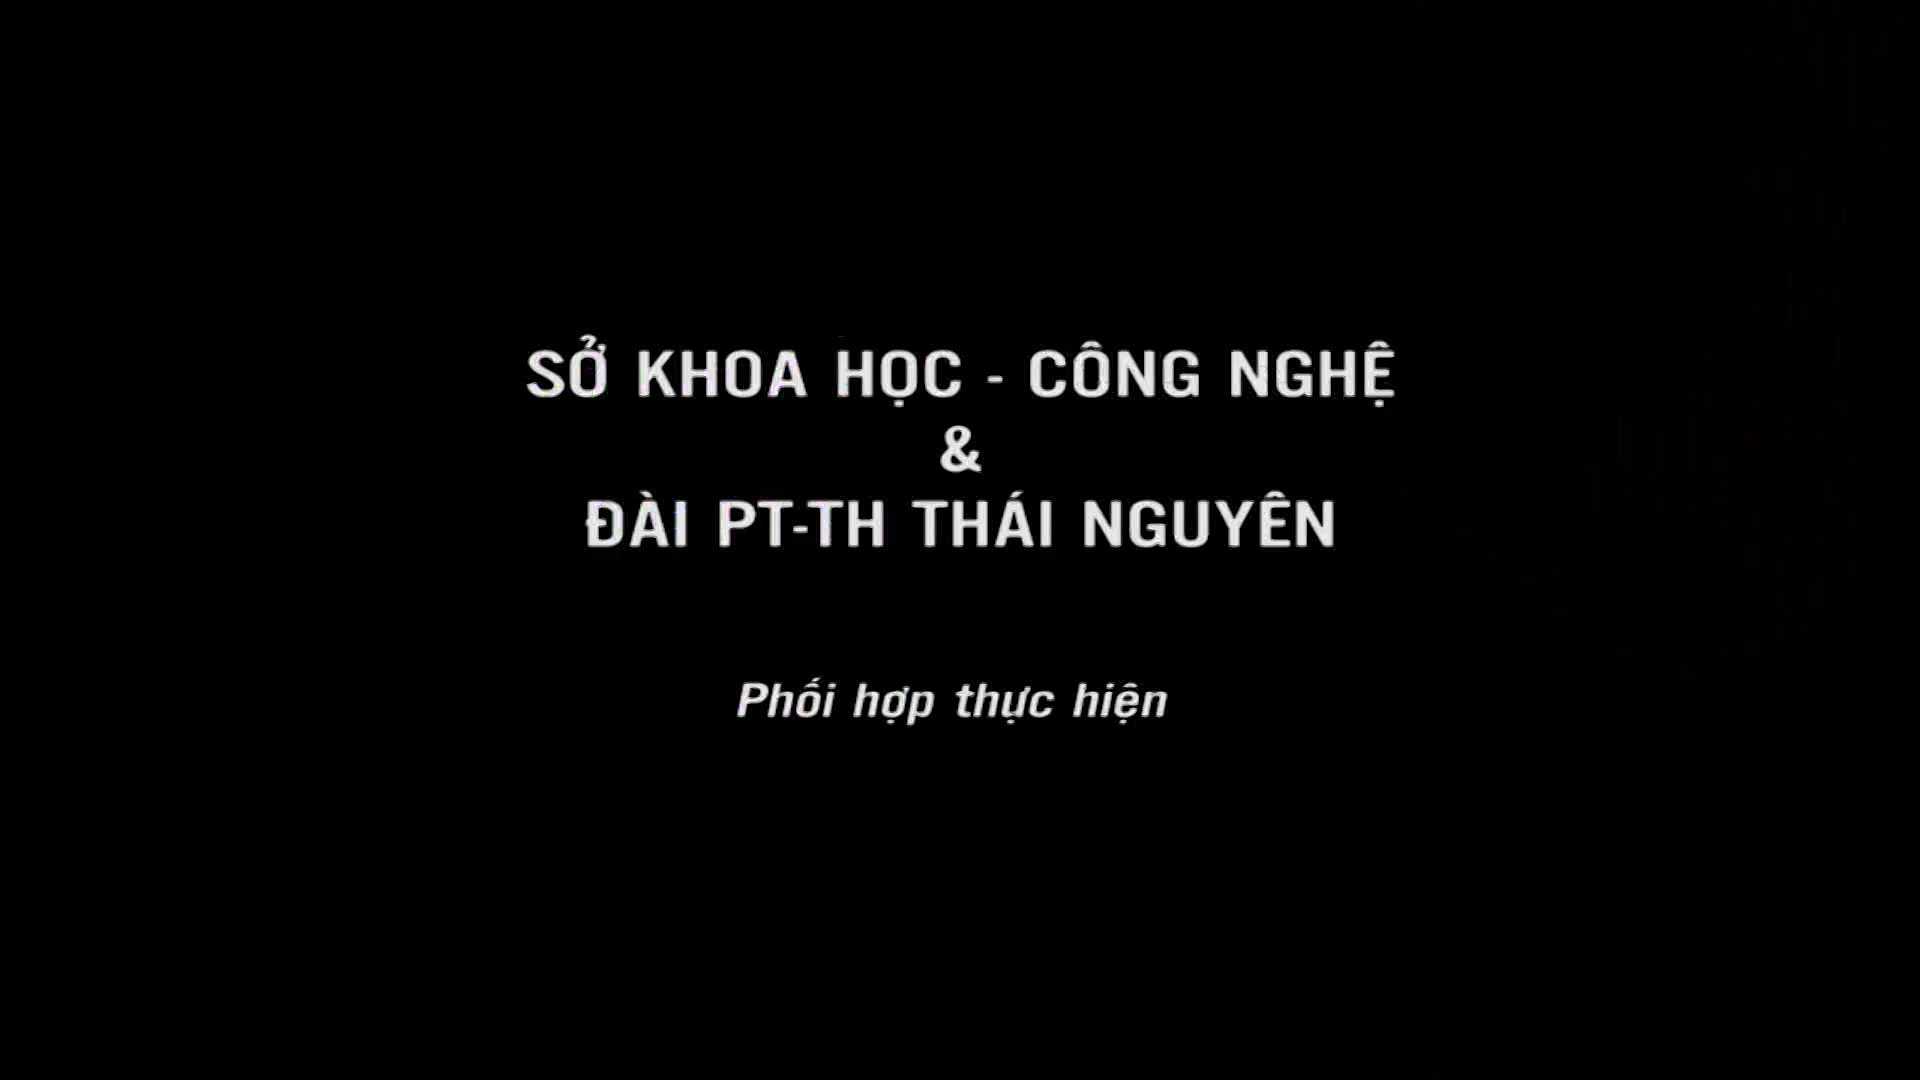 SỞ KHOA HỌC - CÔNG NGHỆ
&
ĐÀI PT-TH THÁI NGUYÊN
Phối hợp thực hiện